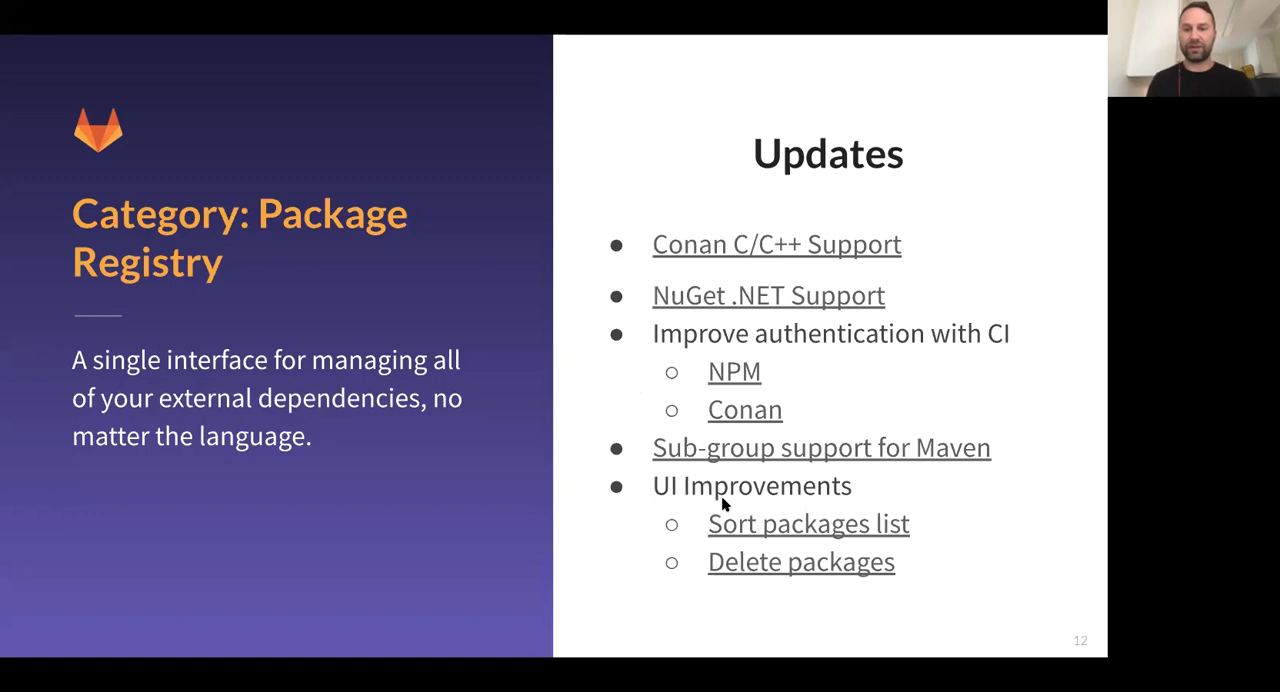 Category: Package
Registry
A single interface for managing all
of your external dependencies, no
matter the language.
Updates
● Conan C/C++ Support
● NuGet .NET Support
● Improve authentication with CI
○ NPM
○ Conan
● Sub-group support for Maven
● UI Improvements
○ Sort packages list
○ Delete packages
12